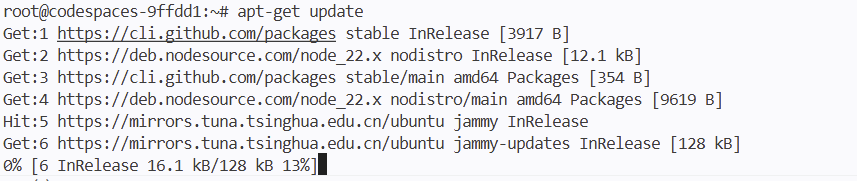 root@codespaces-9ffdd1:~# apt-get update
Get:1 https://cli.github.com/packages stable InRelease [3917 B]
Get:2 https://deb.nodesource.com/node_22.x nodistro InRelease [12.1 kB]
Get:3 https://cli.github.com/packages stable/main amd64 Packages [354 B]
Get:4 https://deb.nodesource.com/node_22.x nodistro/main amd64 Packages [9619 B]
Hit:5 https://mirrors.tuna.tsinghua.edu.cn/ubuntu jammy InRelease
Get:6 https://mirrors.tuna.tsinghua.edu.cn/ubuntu jammy-updates InRelease [128 kB]
0% [6 InRelease 16.1 kB/128 kB 13%]